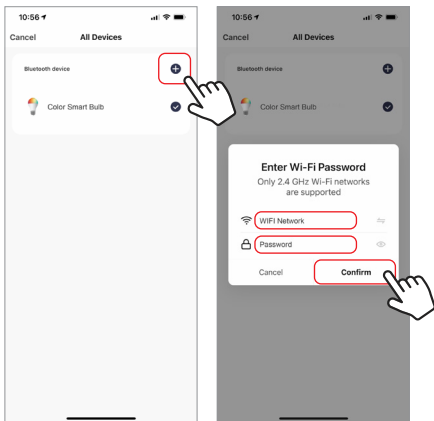 10:56
Cancel All Devices
Bluetooth device
Color Smart Bulb
10:56
Cancel All Devices
Bluetooth device
Color Smart Bulb
Enter Wi-Fi Password
Only 2.4 GHz Wi-Fi networks
are supported
WIFI Network
Password
Cancel Confirm